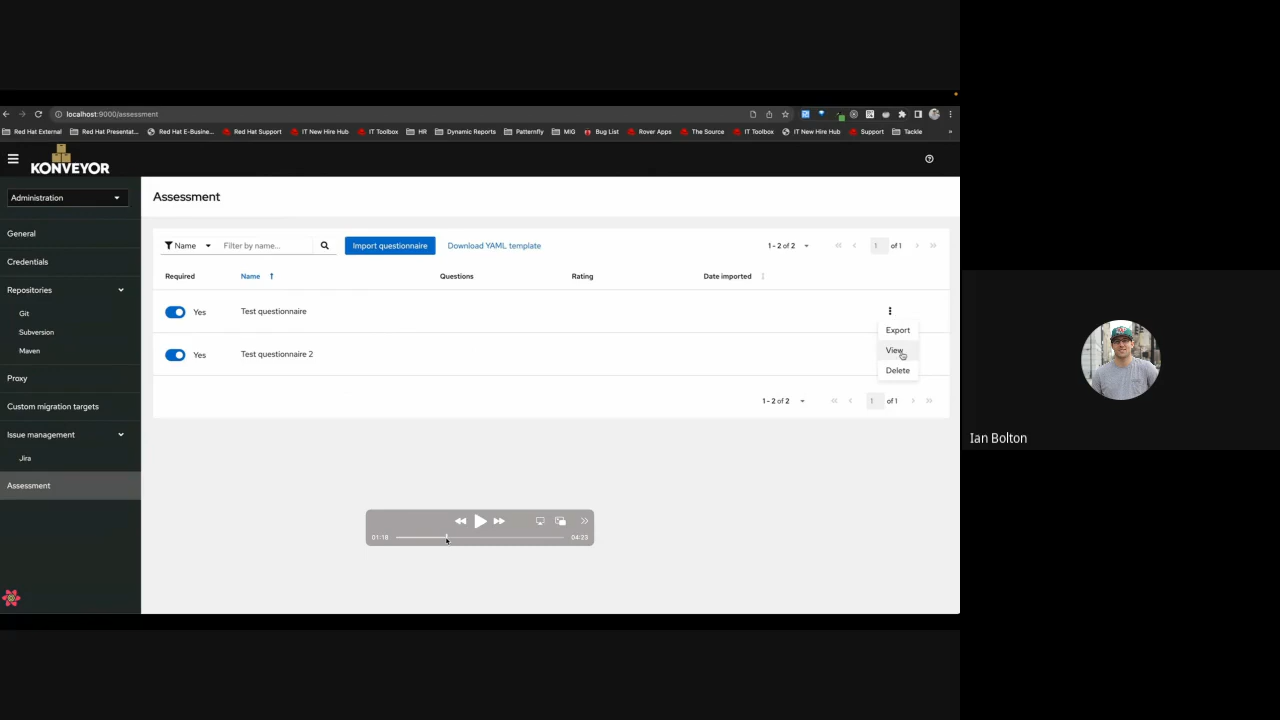 localhost:9000/assessment
Red Hat External
Red Hat Presentat...
Red Hat E-Busine...
Red Hat Support
IT New Hire Hub
IT Toolbox
HR
Dynamic Reports
Patternfly
MIG
Bug List
Rover Apps
The Source
IT Toolbox
IT New Hire Hub
Support
Tackle
»
KONVEYOR
Administration
Assessment
General
Credentials
Repositories
Git
Subversion
Maven
Proxy
Custom migration targets
Issue management
Jira
Assessment
Name
Filter by name...
Import questionnaire
Download YAML template
1 - 2 of 2
1 of 1
Required
Name
Questions
Rating
Date imported
Yes
Test questionnaire
Export
View
Delete
Yes
Test questionnaire 2
1 - 2 of 2
1 of 1
01:18
04:23
Ian Bolton